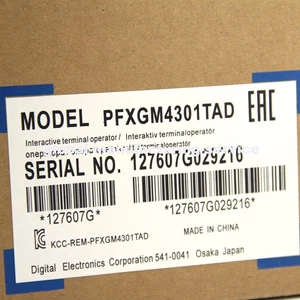 MODEL PFXGM4301TAD EAC
Interactive terminal operator / Interaktiv terminaloperatör
SERIAL NO. 127607G029216
*127607G* *127607G029216*
KCC-REM-PFXGM4301TAD MADE IN CHINA
Digital Electronics Corporation 541-0041 Osaka Japan